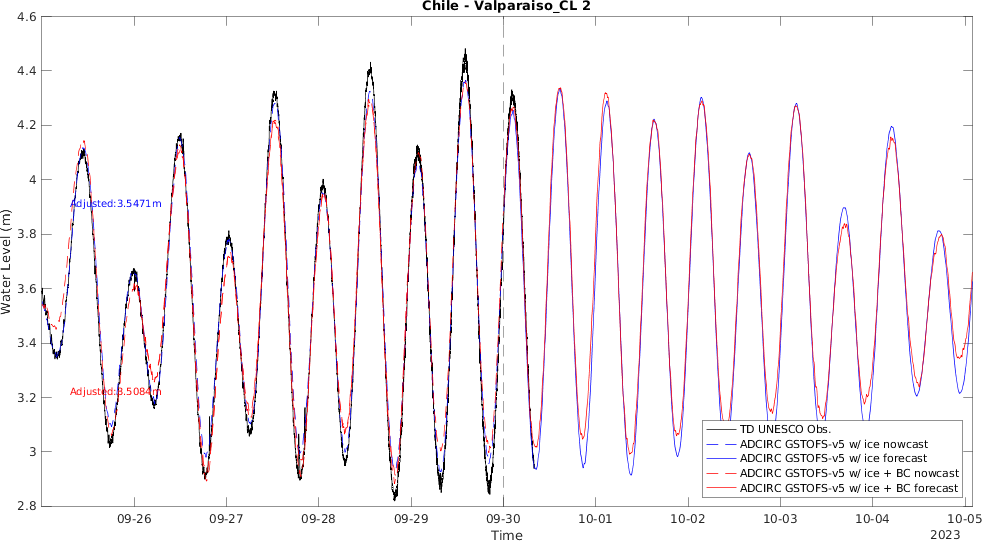 Chile - Valparaiso_CL 2
4.6
4.4
4.2
4
3.8
3.6
3.4
3.2
3
2.8
Water Level (m)
Adjusted:3.5471m
Adjusted:3.5084m
TD UNESCO Obs.
ADCIRC GSTOFS-v5 w/ ice nowcast
ADCIRC GSTOFS-v5 w/ ice forecast
ADCIRC GSTOFS-v5 w/ ice + BC nowcast
ADCIRC GSTOFS-v5 w/ ice + BC forecast
09-26 09-27 09-28 09-29 09-30 10-01 10-02 10-03 10-04 10-05
Time
2023